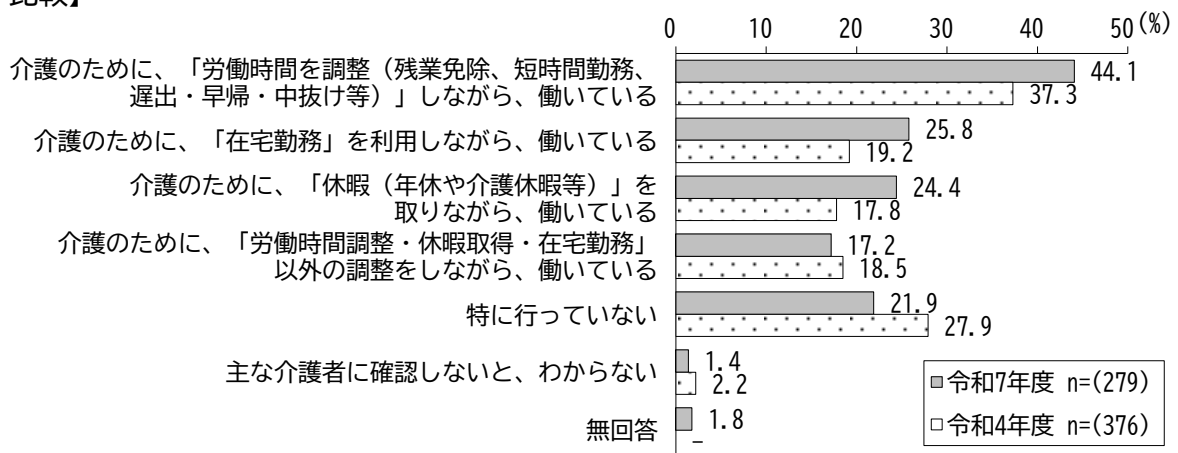 比較】
0 10 20 30 40 50 (%)
介護のために、「労働時間を調整（残業免除、短時間勤務、
遅出・早帰・中抜け等）」しながら、働いている
44.1
37.3
介護のために、「在宅勤務」を利用しながら、働いている
25.8
19.2
介護のために、「休暇（年休や介護休暇等）」を
取りながら、働いている
24.4
17.8
介護のために、「労働時間調整・休暇取得・在宅勤務」
以外の調整をしながら、働いている
17.2
18.5
特に行っていない
21.9
27.9
主な介護者に確認しないと、わからない
1.4
2.2
無回答
1.8
−
令和7年度 n=(279)
令和4年度 n=(376)